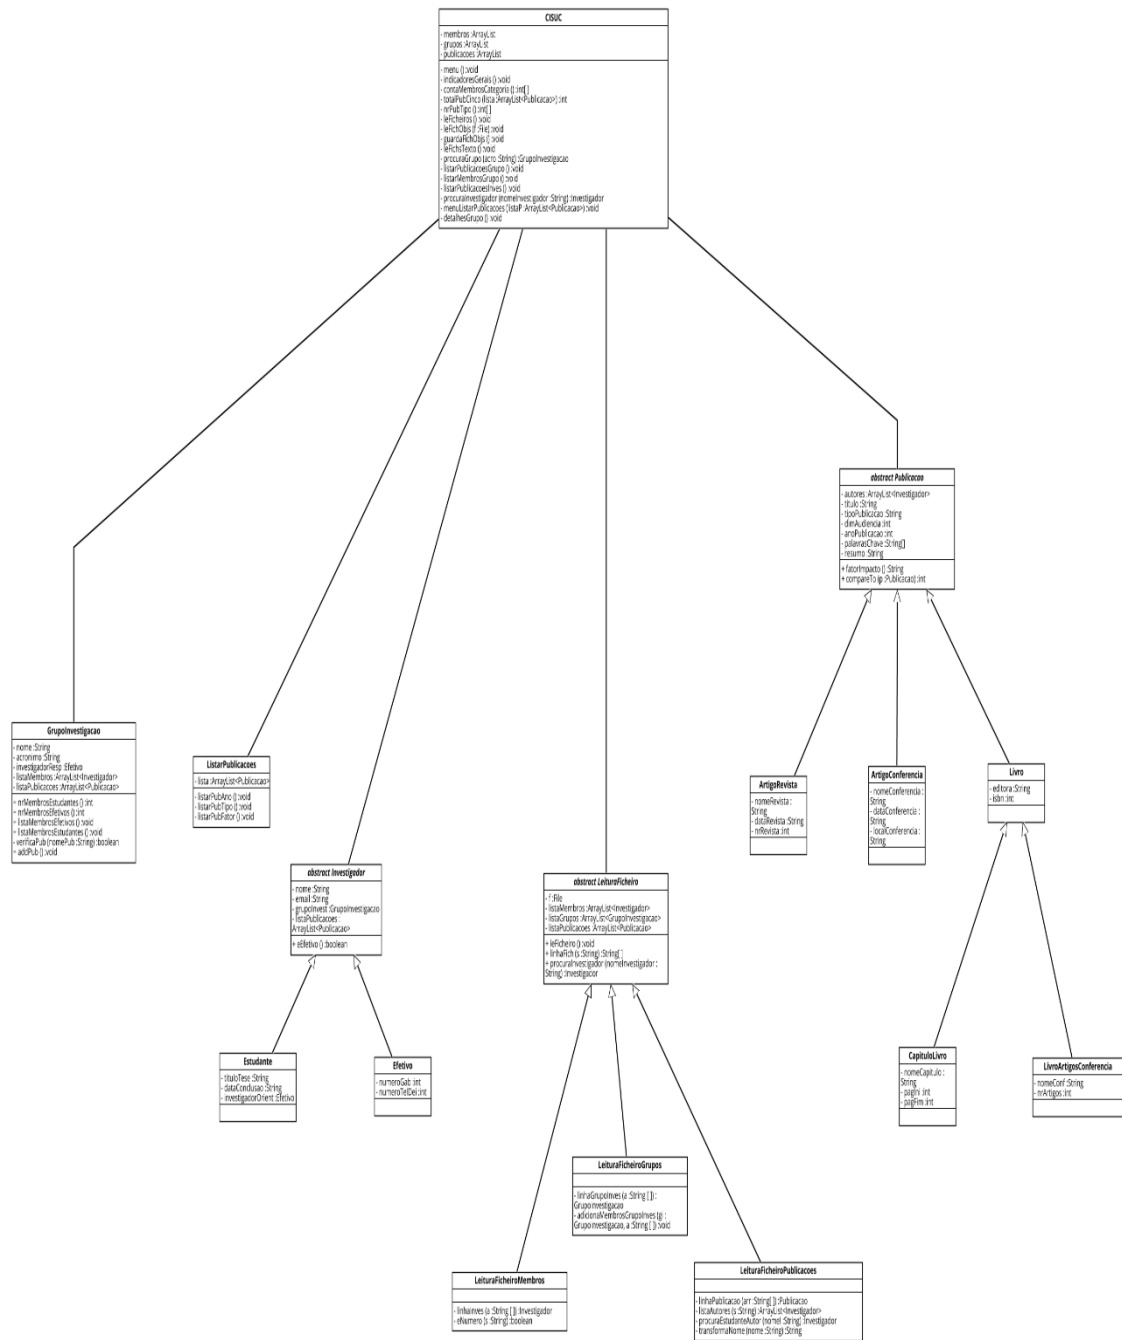 CISUC
- membros :ArrayList
- grupos :ArrayList
- publicacoes :ArrayList
- menu () :void
- indicadoresGerais () :void
- contaMembrosCategoria () :int[ ]
- totalPubCinco (lista :ArrayList<Publicacao>) :int
- nrPubTipo () :int[ ]
- leFicheiros () :void
- leFichObjs (f :File) :void
- guardaFichObjs () :void
- leFichsTexto () :void
- procuraGrupo (acro :String) :GrupoInvestigacao
- listarPublicacoesGrupo () :void
- listarMembrosGrupo () :void
- listarPublicacoesInves () :void
- procuraInvestigador (nomeInvestigador :String) :Investigador
- menuListarPublicacoes (listaP :ArrayList<Publicacao>) :void
- detalhesGrupo () :void
abstract Publicacao
- autores :ArrayList<Investigador>
- titulo :String
- tipoPublicacao :String
- dimAudiencia :int
- anoPublicacao :int
- palavrasChave :String[]
- resumo :String
+ fatorImpacto () :String
+ compareTo (p :Publicacao) :int
GrupoInvestigacao
- nome :String
- acronimo :String
- investigadorResp :Efetivo
- listaMembros :ArrayList<Investigador>
- listaPublicacoes :ArrayList<Publicacao>
+ nrMembrosEstudantes () :int
+ nrMembrosEfetivos () :int
+ listaMembrosEfetivos () :void
+ listaMembrosEstudantes () :void
- verificaPub (nomePub :String) :boolean
+ addPub () :void
ListarPublicacoes
- lista :ArrayList<Publicacao>
- listarPubAno () :void
- listarPubTipo () :void
- listarPubFator () :void
ArtigoRevista
- nomeRevista :
String
- dataRevista :String
- nrRevista :int
ArtigoConferencia
- nomeConferencia :
String
- dataConferencia :
String
- localConferencia :
String
Livro
- editora :String
- isbn :int
abstract Investigador
- nome :String
- email :String
- grupoInvest :GrupoInvestigacao
- listaPublicacoes :
ArrayList<Publicacao>
+ eEfetivo () :boolean
abstract LeituraFicheiro
- f :File
- listaMembros :ArrayList<Investigador>
- listaGrupos :ArrayList<GrupoInvestigacao>
- listaPublicacoes :ArrayList<Publicacao>
+ leFicheiro () :void
+ linhaFich (s :String) :String[ ]
+ procuraInvestigador (nomeInvestigador :
String) :Investigador
Estudante
- tituloTese :String
- dataConclusao :String
- investigadorOrient :Efetivo
Efetivo
- numeroGab :int
- numeroTelDei :int
CapituloLivro
- nomeCapitulo :
String
- pagIni :int
- pagFim :int
LivroArtigosConferencia
- nomeConf :String
- nrArtigos :int
LeituraFicheiroGrupos
- linhaGrupoInves (a :String [ ]) :
GrupoInvestigacao
- adicionaMembrosGrupoInves (gi :
GrupoInvestigacao, a :String [ ]) :void
LeituraFicheiroMembros
- linhaInves (a :String [ ]) :Investigador
- eNumero (s :String) :boolean
LeituraFicheiroPublicacoes
- linhaPublicacao (arr :String[ ]) :Publicacao
- listaAutores (s :String) :ArrayList<Investigador>
- procuraEstudanteAutor (nomeI :String) :Investigador
- transformaNome (nome :String) :String